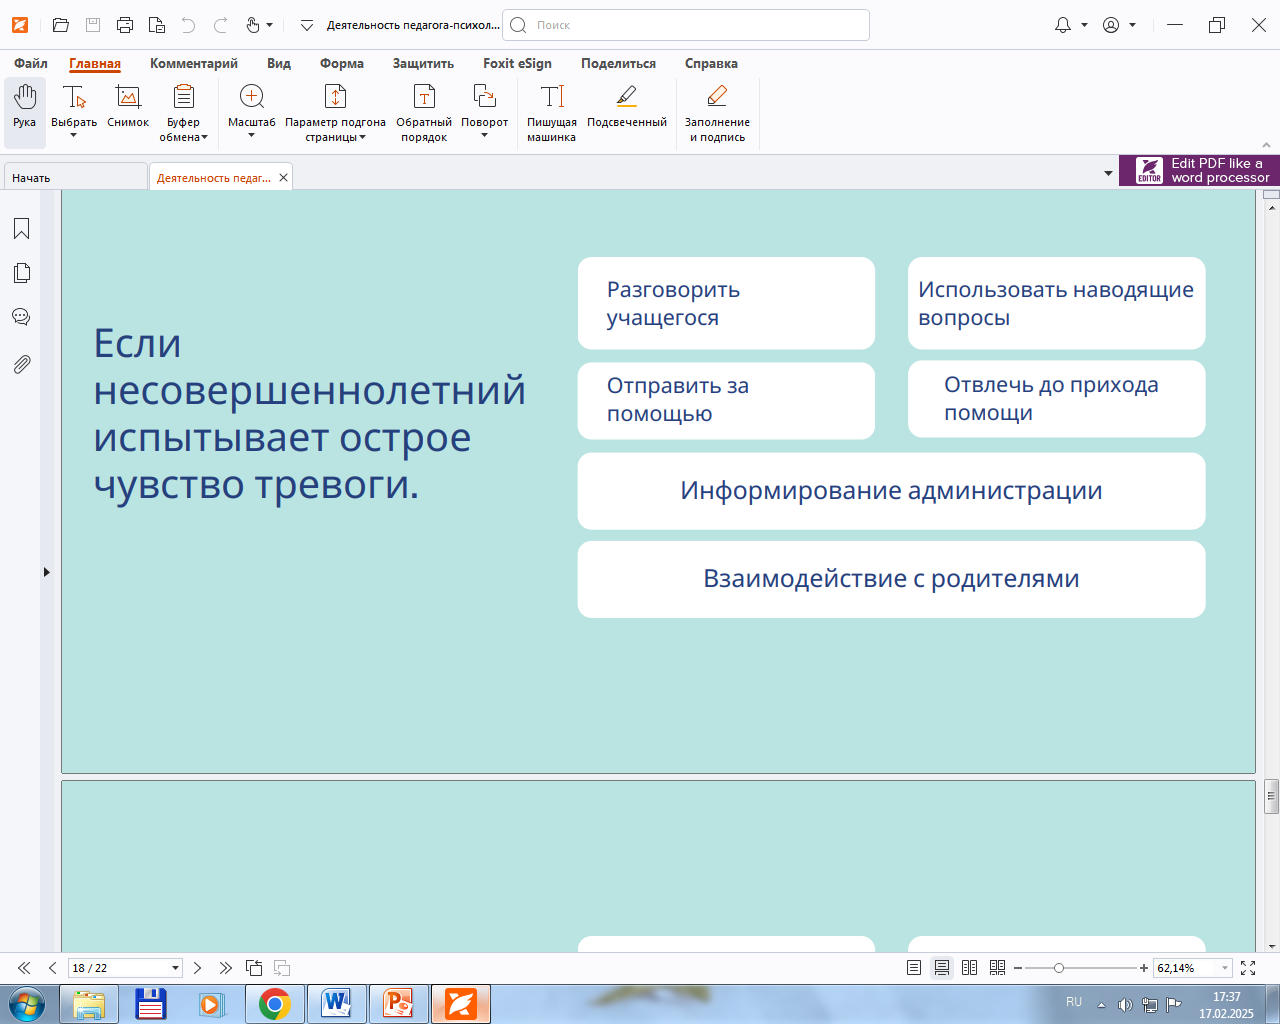 Деятельность педагога-психол...
Поиск
Файл
Главная
Комментарий
Вид
Форма
Защитить
Foxit eSign
Поделиться
Справка
Рука
Выбрать
Снимок
Буфер
обмена
Масштаб
Параметр подгона
страницы
Обратный
порядок
Поворот
Пишущая
машинка
Подсвеченный
Заполнение
и подпись
Начать
Деятельность педаг...
EDITOR
Edit PDF like a
word processor
Если
несовершеннолетний
испытывает острое
чувство тревоги.
Разговорить
учащегося
Использовать наводящие
вопросы
Отправить за
помощью
Отвлечь до прихода
помощи
Информирование администрации
Взаимодействие с родителями
18 / 22
62,14%
RU
17:37
17.02.2025